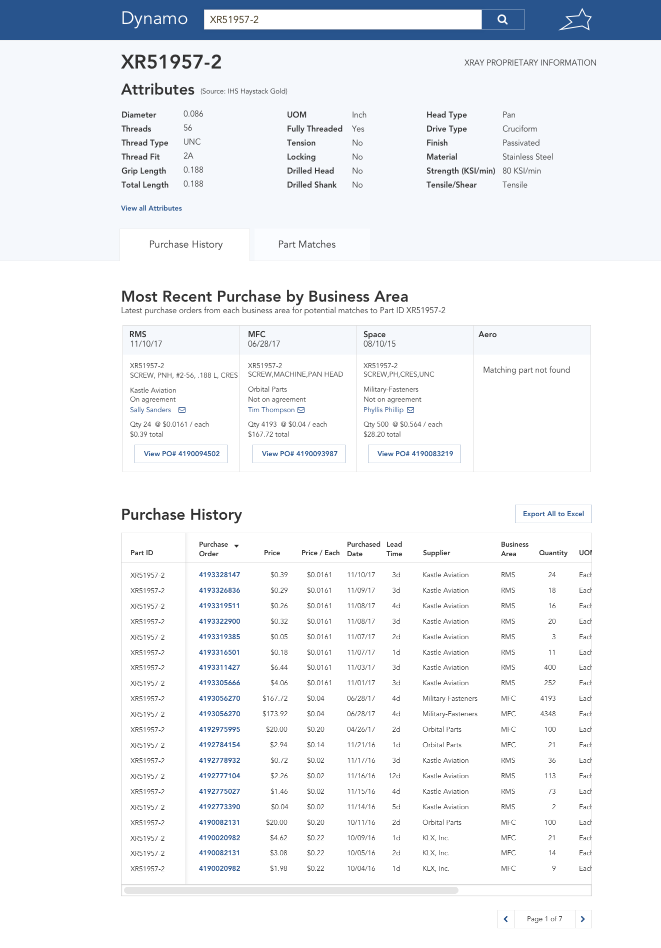 Dynamo XR51957-2
XR51957-2 XRAY PROPRIETARY INFORMATION
Attributes (Source: IHS Haystack Gold)
Diameter 0.086 UOM Inch Head Type Pan
Threads 56 Fully Threaded Yes Drive Type Cruciform
Thread Type UNC Tension No Finish Passivated
Thread Fit 2A Locking No Material Stainless Steel
Grip Length 0.188 Drilled Head No Strength (KSI/min) 80 KSI/min
Total Length 0.188 Drilled Shank No Tensile/Shear Tensile
View all Attributes
Purchase History Part Matches
Most Recent Purchase by Business Area
Latest purchase orders from each business area for potential matches to Part ID XR51957-2
RMS MFC Space Aero
11/10/17 06/28/17 08/10/15
XR51957-2 XR51957-2 XR51957-2 Matching part not found
SCREW, PNH, #2-56, .188 L, CRES SCREW,MACHINE,PAN HEAD SCREW,PH,CRES,UNC
Kastle Aviation Orbital Parts Military-Fasteners
On agreement Not on agreement Not on agreement
Sally Sanders Tim Thompson Phyllis Phillip
Qty 24 @ $0.0161 / each Qty 4193 @ $0.04 / each Qty 500 @ $0.564 / each
$0.39 total $167.72 total $28.20 total
View PO# 4190094502 View PO# 4190093987 View PO# 4190083219
Purchase History Export All to Excel
Part ID Purchase Order Price Price / Each Purchased Date Lead Time Supplier Business Area Quantity UOM
XR51957-2 4193328147 $0.39 $0.0161 11/10/17 3d Kastle Aviation RMS 24 Each
XR51957-2 4193326836 $0.29 $0.0161 11/09/17 3d Kastle Aviation RMS 18 Each
XR51957-2 4193319511 $0.26 $0.0161 11/08/17 4d Kastle Aviation RMS 16 Each
XR51957-2 4193322900 $0.32 $0.0161 11/08/17 3d Kastle Aviation RMS 20 Each
XR51957-2 4193319385 $0.05 $0.0161 11/07/17 2d Kastle Aviation RMS 3 Each
XR51957-2 4193316501 $0.18 $0.0161 11/07/17 1d Kastle Aviation RMS 11 Each
XR51957-2 4193311427 $6.44 $0.0161 11/03/17 3d Kastle Aviation RMS 400 Each
XR51957-2 4193305666 $4.06 $0.0161 11/01/17 3d Kastle Aviation RMS 252 Each
XR51957-2 4193056270 $167.72 $0.04 06/28/17 4d Military-Fasteners MFC 4193 Each
XR51957-2 4193056270 $173.92 $0.04 06/28/17 4d Military-Fasteners MFC 4348 Each
XR51957-2 4192975995 $20.00 $0.20 04/26/17 2d Orbital Parts MFC 100 Each
XR51957-2 4192784154 $2.94 $0.14 11/21/16 1d Orbital Parts MFC 21 Each
XR51957-2 4192778932 $0.72 $0.02 11/17/16 3d Kastle Aviation RMS 36 Each
XR51957-2 4192777104 $2.26 $0.02 11/16/16 12d Kastle Aviation RMS 113 Each
XR51957-2 4192775027 $1.46 $0.02 11/15/16 4d Kastle Aviation RMS 73 Each
XR51957-2 4192773390 $0.04 $0.02 11/14/16 5d Kastle Aviation RMS 2 Each
XR51957-2 4190082131 $20.00 $0.20 10/11/16 2d Orbital Parts MFC 100 Each
XR51957-2 4190020982 $4.62 $0.22 10/09/16 1d KLX, Inc. MFC 21 Each
XR51957-2 4190082131 $3.08 $0.22 10/05/16 2d KLX, Inc. MFC 14 Each
XR51957-2 4190020982 $1.98 $0.22 10/04/16 1d KLX, Inc. MFC 9 Each
Page 1 of 7